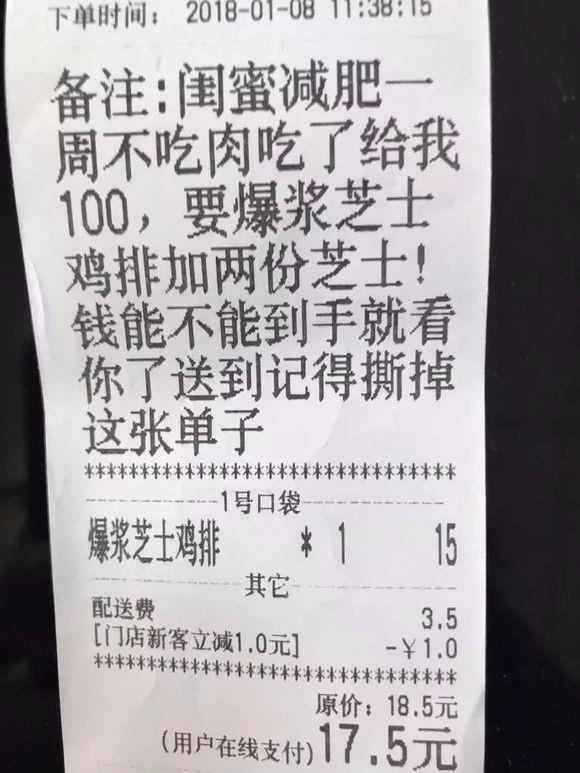 下单时间： 2018-01-08 11:38:15
备注:闺蜜减肥一
周不吃肉吃了给我
100，要爆浆芝士
鸡排加两份芝士!
钱能不能到手就看
你了送到记得撕掉
这张单子
********************************
1号口袋
爆浆芝士鸡排 * 1 15
其它
配送费 3.5
[门店新客立减1.0元] -￥1.0
********************************
原价：18.5元
(用户在线支付)17.5元